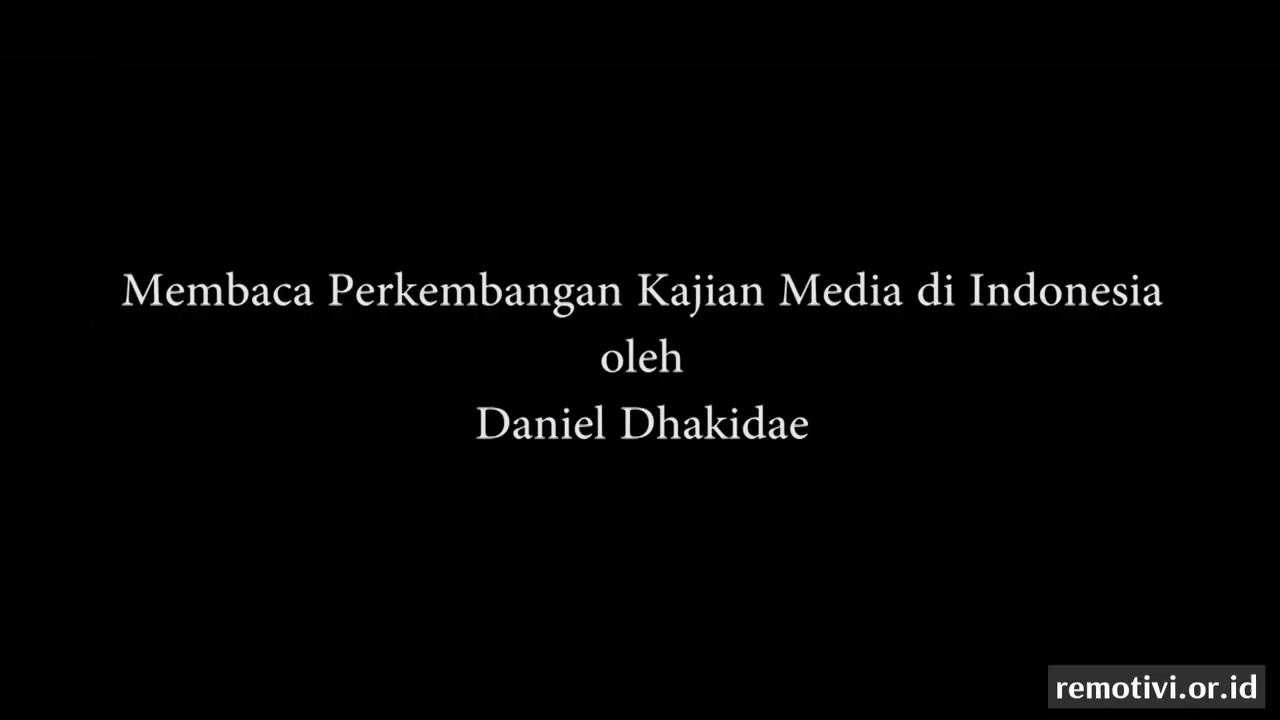 Membaca Perkembangan Kajian Media di Indonesia
oleh
Daniel Dhakidae
remotivi.or.id